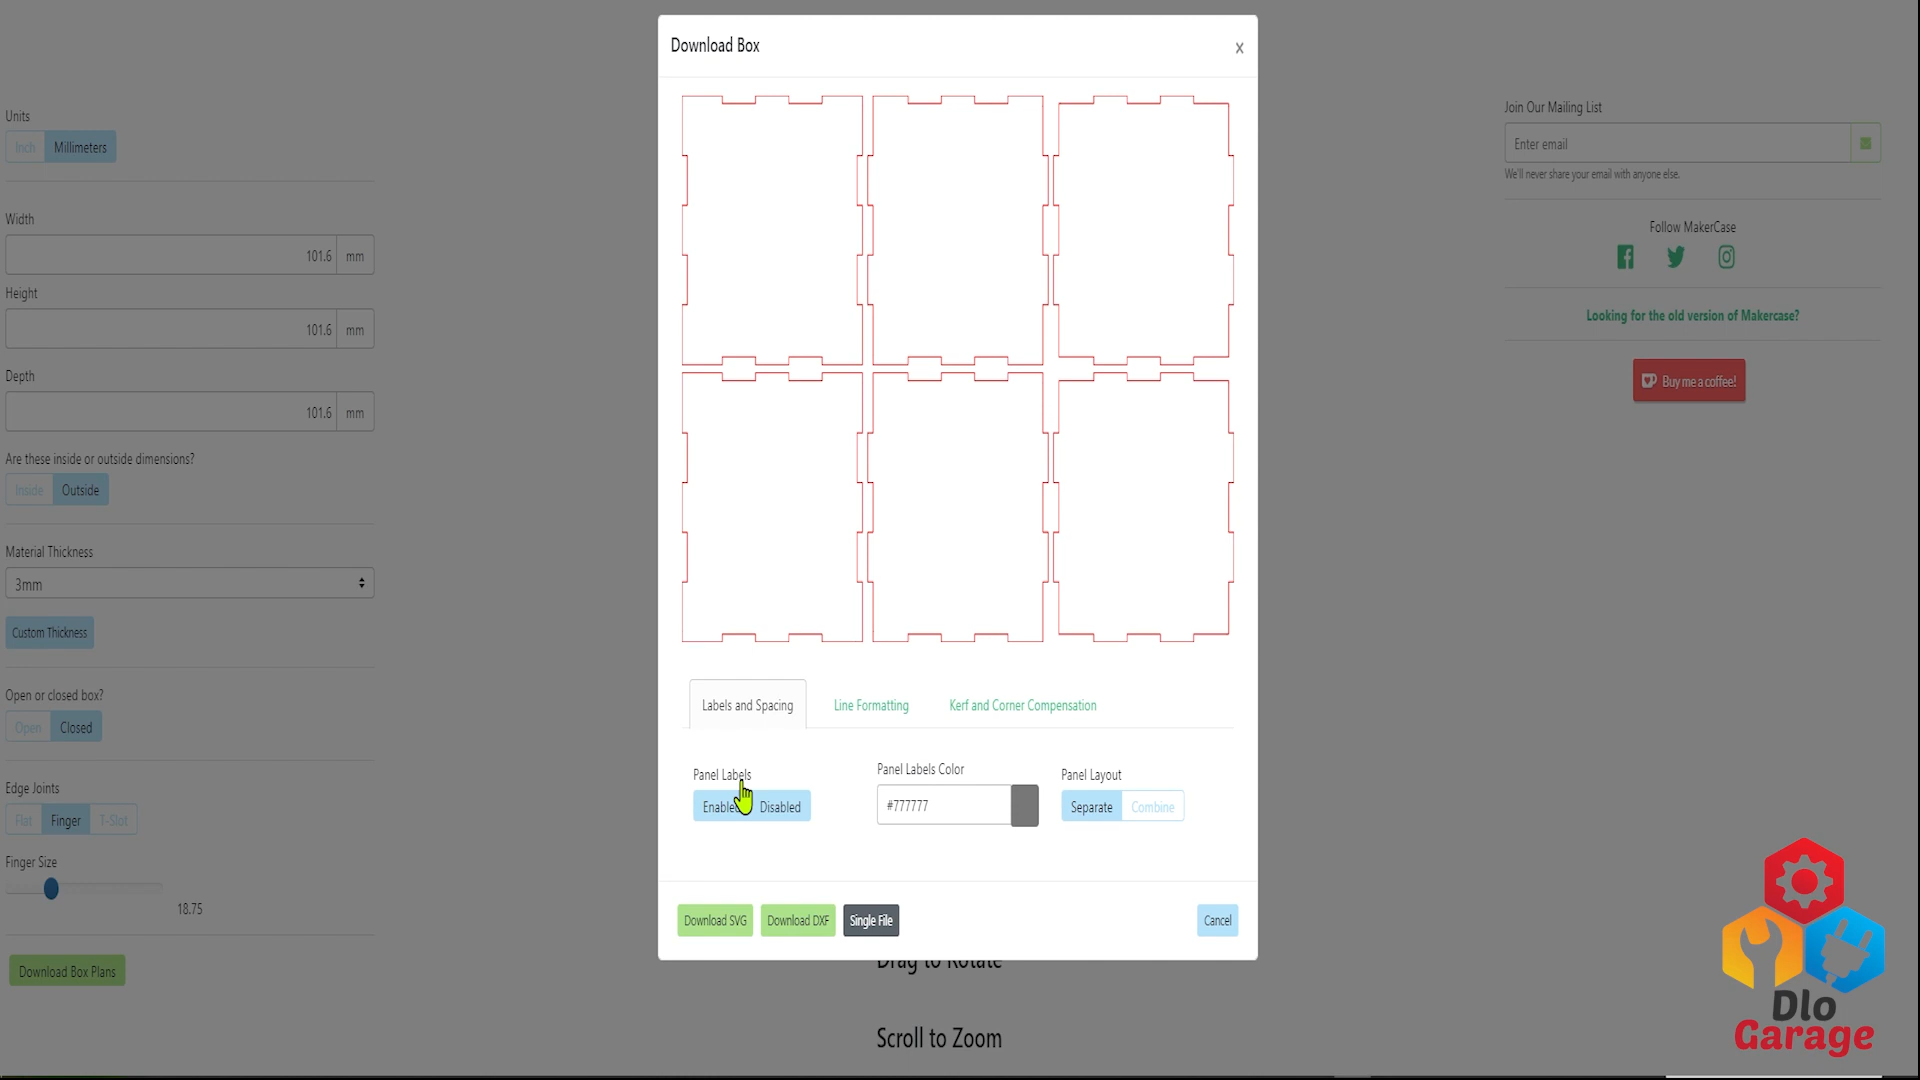 Download Box
x
Units
Inch Millimeters
Width
101.6 mm
Height
101.6 mm
Depth
101.6 mm
Are these inside or outside dimensions?
Inside Outside
Material Thickness
3mm
Custom Thickness
Open or closed box?
Open Closed
Edge Joints
Flat Finger T-Slot
Finger Size
18.75
Download Box Plans
Labels and Spacing Line Formatting Kerf and Corner Compensation
Panel Labels
Enable Disabled
Panel Labels Color
#777777
Panel Layout
Separate Combine
Download SVG Download DXF Single File Cancel
Drag to Rotate
Scroll to Zoom
Join Our Mailing List
Enter email
We'll never share your email with anyone else.
Follow MakerCase
Looking for the old version of Makercase?
Buy me a coffee!
Dlo
Garage